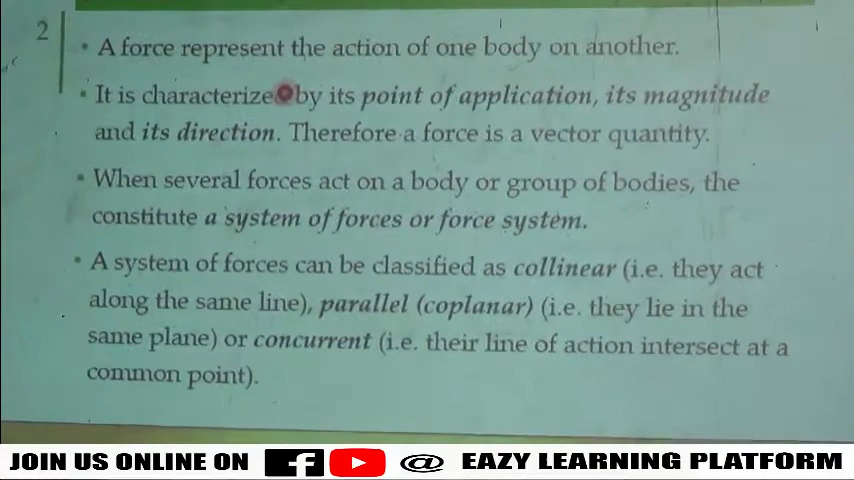 2
• A force represent the action of one body on another.
• It is characterize by its point of application, its magnitude
and its direction. Therefore a force is a vector quantity.
• When several forces act on a body or group of bodies, the
constitute a system of forces or force system.
• A system of forces can be classified as collinear (i.e. they act
along the same line), parallel (coplanar) (i.e. they lie in the
same plane) or concurrent (i.e. their line of action intersect at a
common point).
JOIN US ONLINE ON f @ EAZY LEARNING PLATFORM